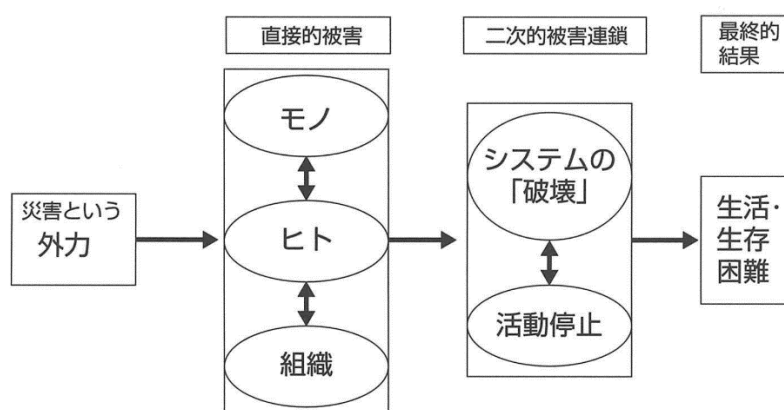 直接的被害
二次的被害連鎖
最終的
結果
モノ
ヒト
組織
システムの
「破壊」
活動停止
災害という
外力
生活・
生存
困難